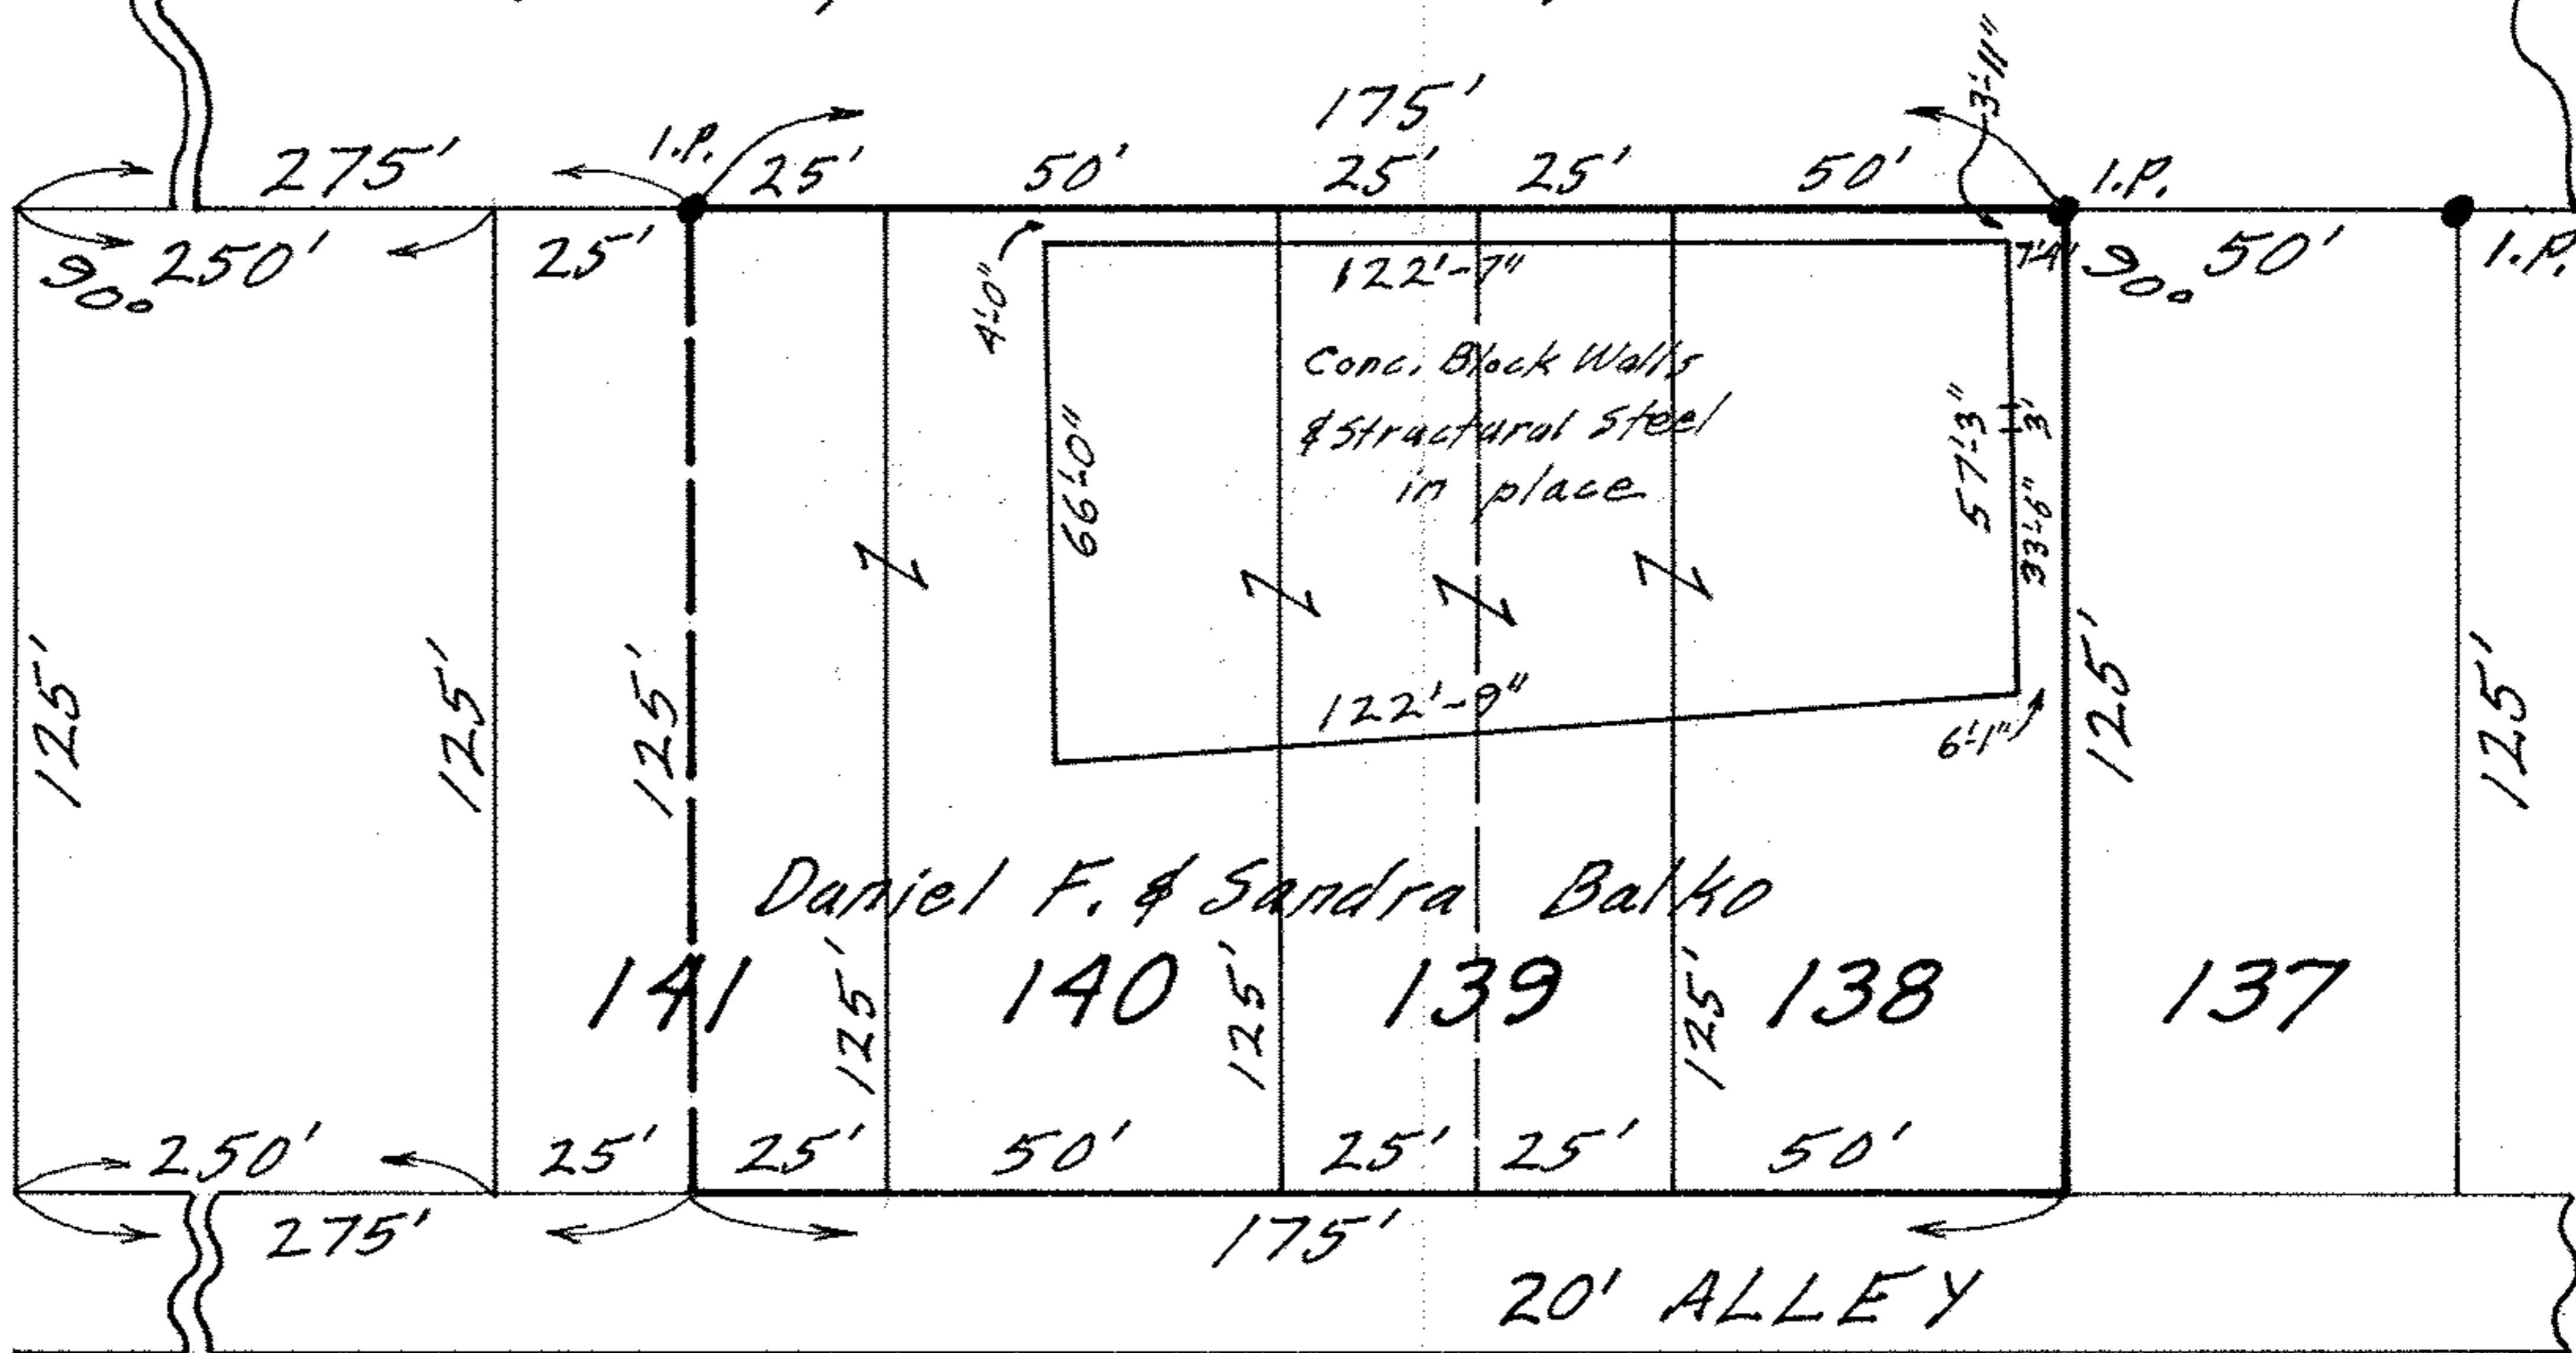 175'
3'-11"
275' I.P. 25' 50' 25' 25' 50' I.P.
90° 250' 25' 122'-7" 90° 50' I.P.
4'-0"
Conc. Block Walls
& Structural Steel
in place
66'-0"
57'-3" 3'
33'-6"
122'-9"
6'-1"
125' 125' 125' 125' 125'
Daniel F. & Sandra Balko
141 140 139 138 137
125' 125' 125'
250' 25' 25' 50' 25' 25' 50'
275' 175'
20' ALLEY